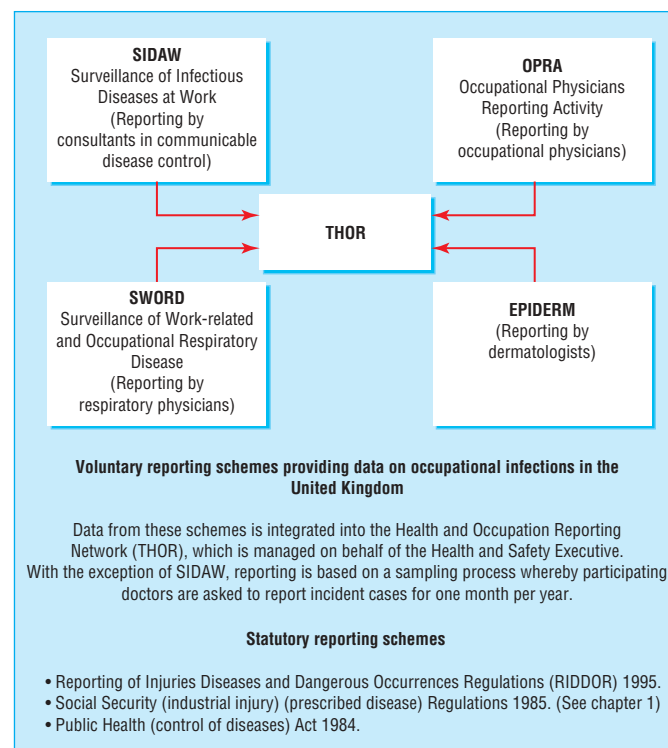 SIDAW
Surveillance of Infectious
Diseases at Work
(Reporting by
consultants in communicable
disease control)
OPRA
Occupational Physicians
Reporting Activity
(Reporting by
occupational physicians)
THOR
SWORD
Surveillance of Work-related
and Occupational Respiratory
Disease
(Reporting by
respiratory physicians)
EPIDERM
(Reporting by
dermatologists)
Voluntary reporting schemes providing data on occupational infections in the
United Kingdom
Data from these schemes is integrated into the Health and Occupation Reporting
Network (THOR), which is managed on behalf of the Health and Safety Executive.
With the exception of SIDAW, reporting is based on a sampling process whereby participating
doctors are asked to report incident cases for one month per year.
Statutory reporting schemes
• Reporting of Injuries Diseases and Dangerous Occurrences Regulations (RIDDOR) 1995.
• Social Security (industrial injury) (prescribed disease) Regulations 1985. (See chapter 1)
• Public Health (control of diseases) Act 1984.